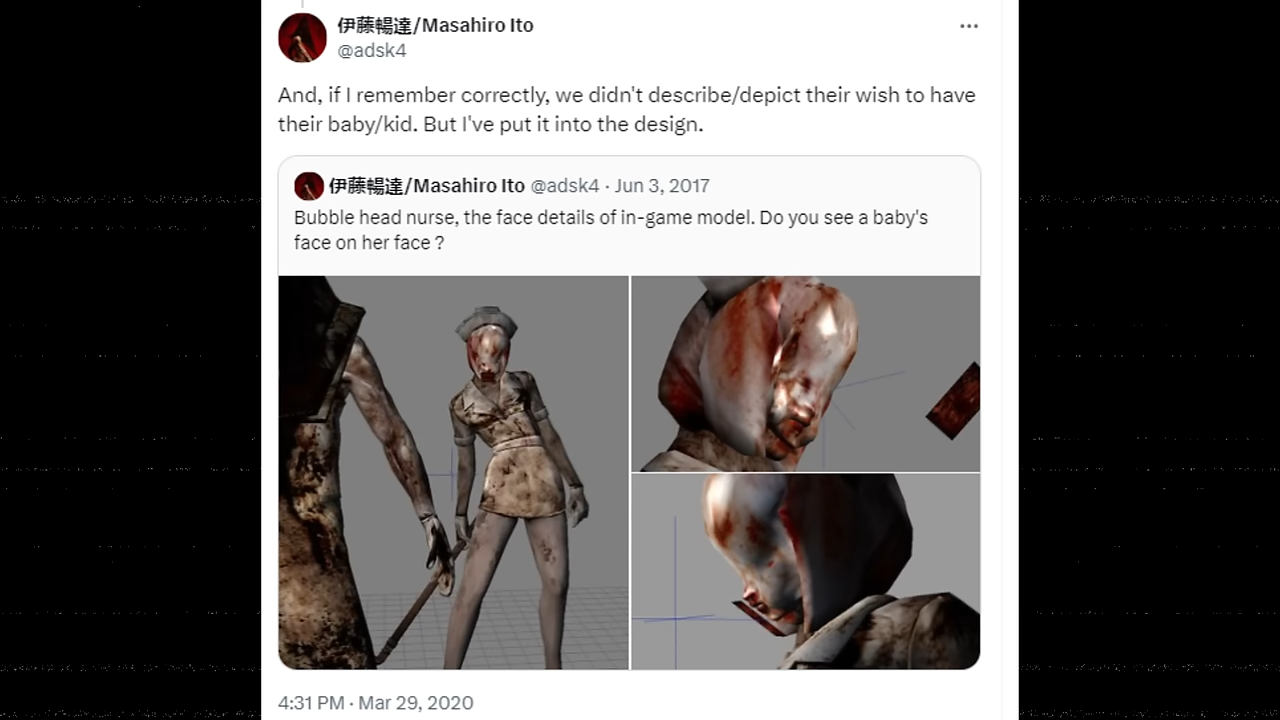 伊藤暢達/Masahiro Ito
@adsk4
And, if I remember correctly, we didn't describe/depict their wish to have
their baby/kid. But I've put it into the design.
伊藤暢達/Masahiro Ito @adsk4 · Jun 3, 2017
Bubble head nurse, the face details of in-game model. Do you see a baby's
face on her face ?
4:31 PM · Mar 29, 2020